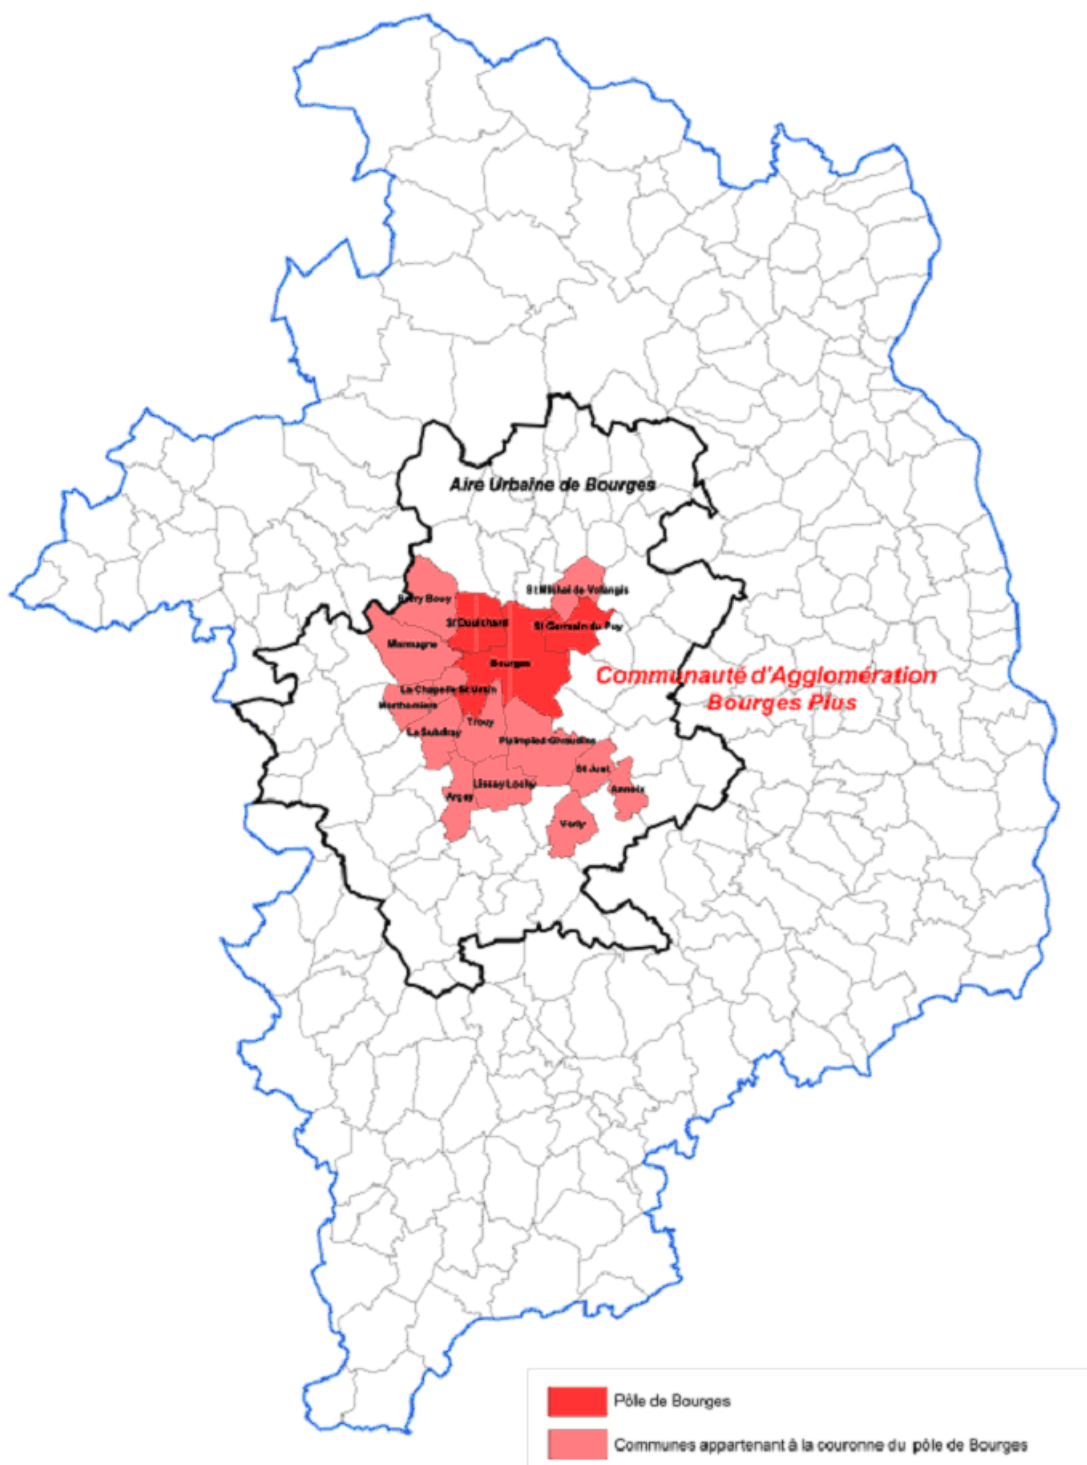 Aire Urbaine de Bourges
St Michel de Volangis
Berry Bouy
St Doulchard
St Germain du Puy
Marmagne
Bourges
Communauté d'Agglomération
Bourges Plus
La Chapelle St Ursin
Morthomiers
Trouy
Le Subdray
Plaimpied-Givaudins
St Just
Lissay Lochy
Annoix
Arçay
Vorly
Pôle de Bourges
Communes appartenant à la couronne du pôle de Bourges